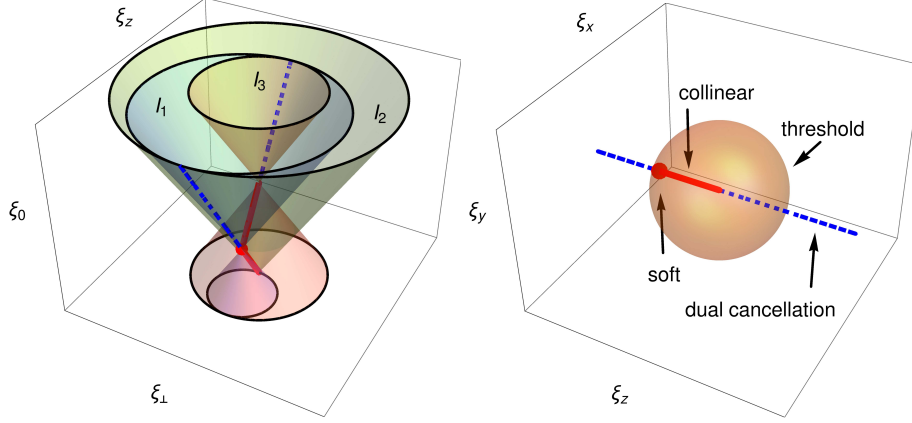 ξz
l1
l3
l2
ξ0
ξ⊥
ξx
collinear
threshold
ξy
soft
dual cancellation
ξz